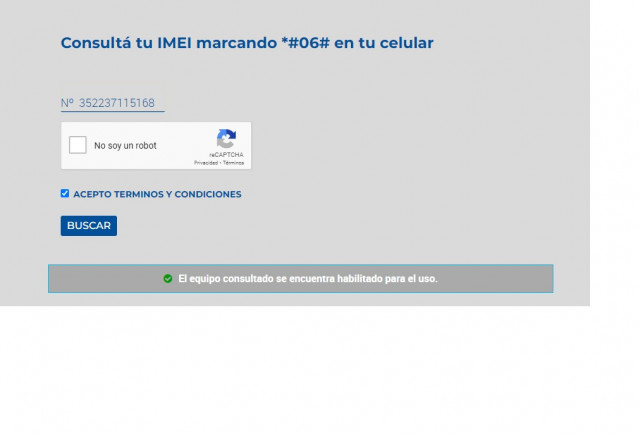 Consultá tu IMEI marcando *#06# en tu celular
Nº 352237115168
No soy un robot
reCAPTCHA
Privacidad - Términos
ACEPTO TERMINOS Y CONDICIONES
BUSCAR
El equipo consultado se encuentra habilitado para el uso.